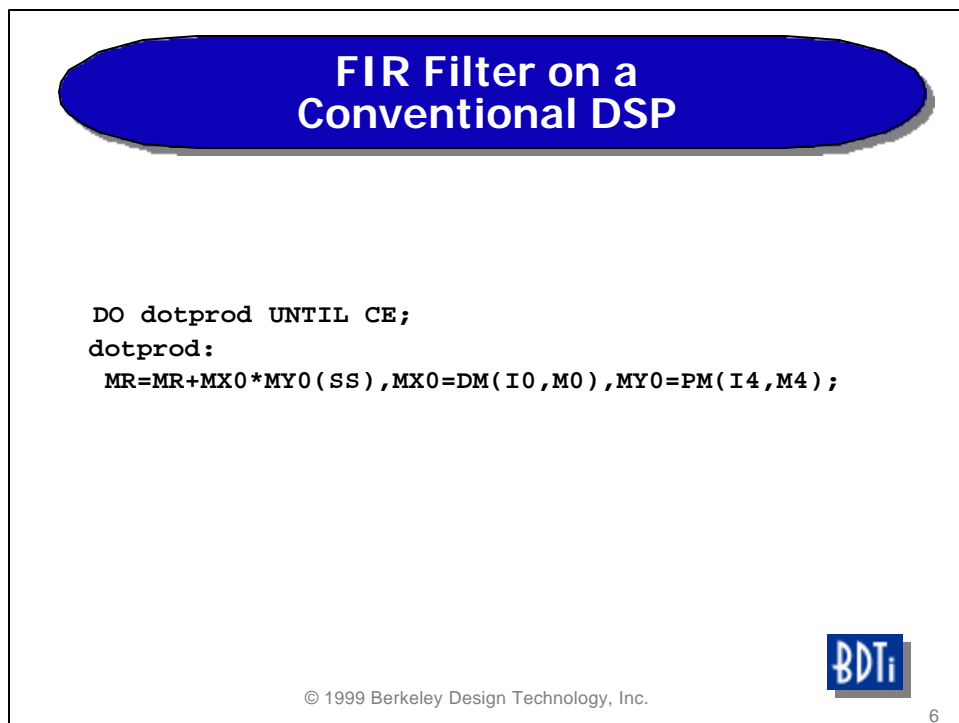 FIR Filter on a
Conventional DSP
DO dotprod UNTIL CE;
dotprod:
MR=MR+MX0*MY0(SS),MX0=DM(I0,M0),MY0=PM(I4,M4);
BDTi
© 1999 Berkeley Design Technology, Inc.
6